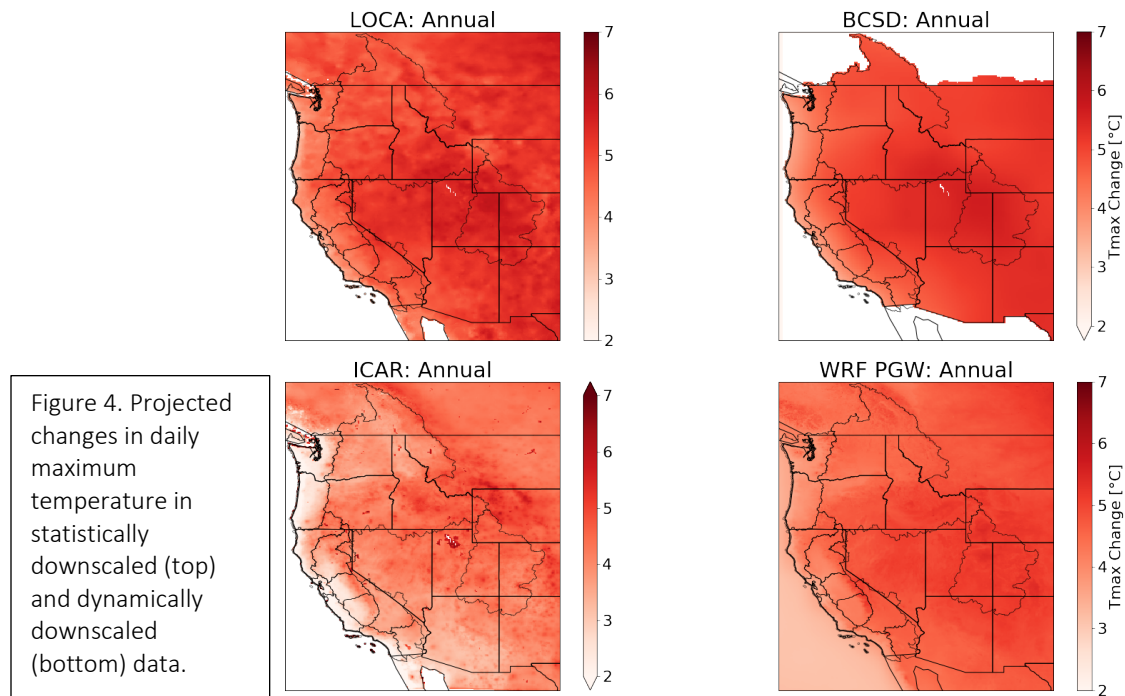 LOCA: Annual
7
6
5
4
3
2
BCSD: Annual
7
6
5
4
3
2
Tmax Change [°C]
ICAR: Annual
7
6
5
4
3
2
WRF PGW: Annual
7
6
5
4
3
2
Tmax Change [°C]
Figure 4. Projected
changes in daily
maximum
temperature in
statistically
downscaled (top)
and dynamically
downscaled
(bottom) data.